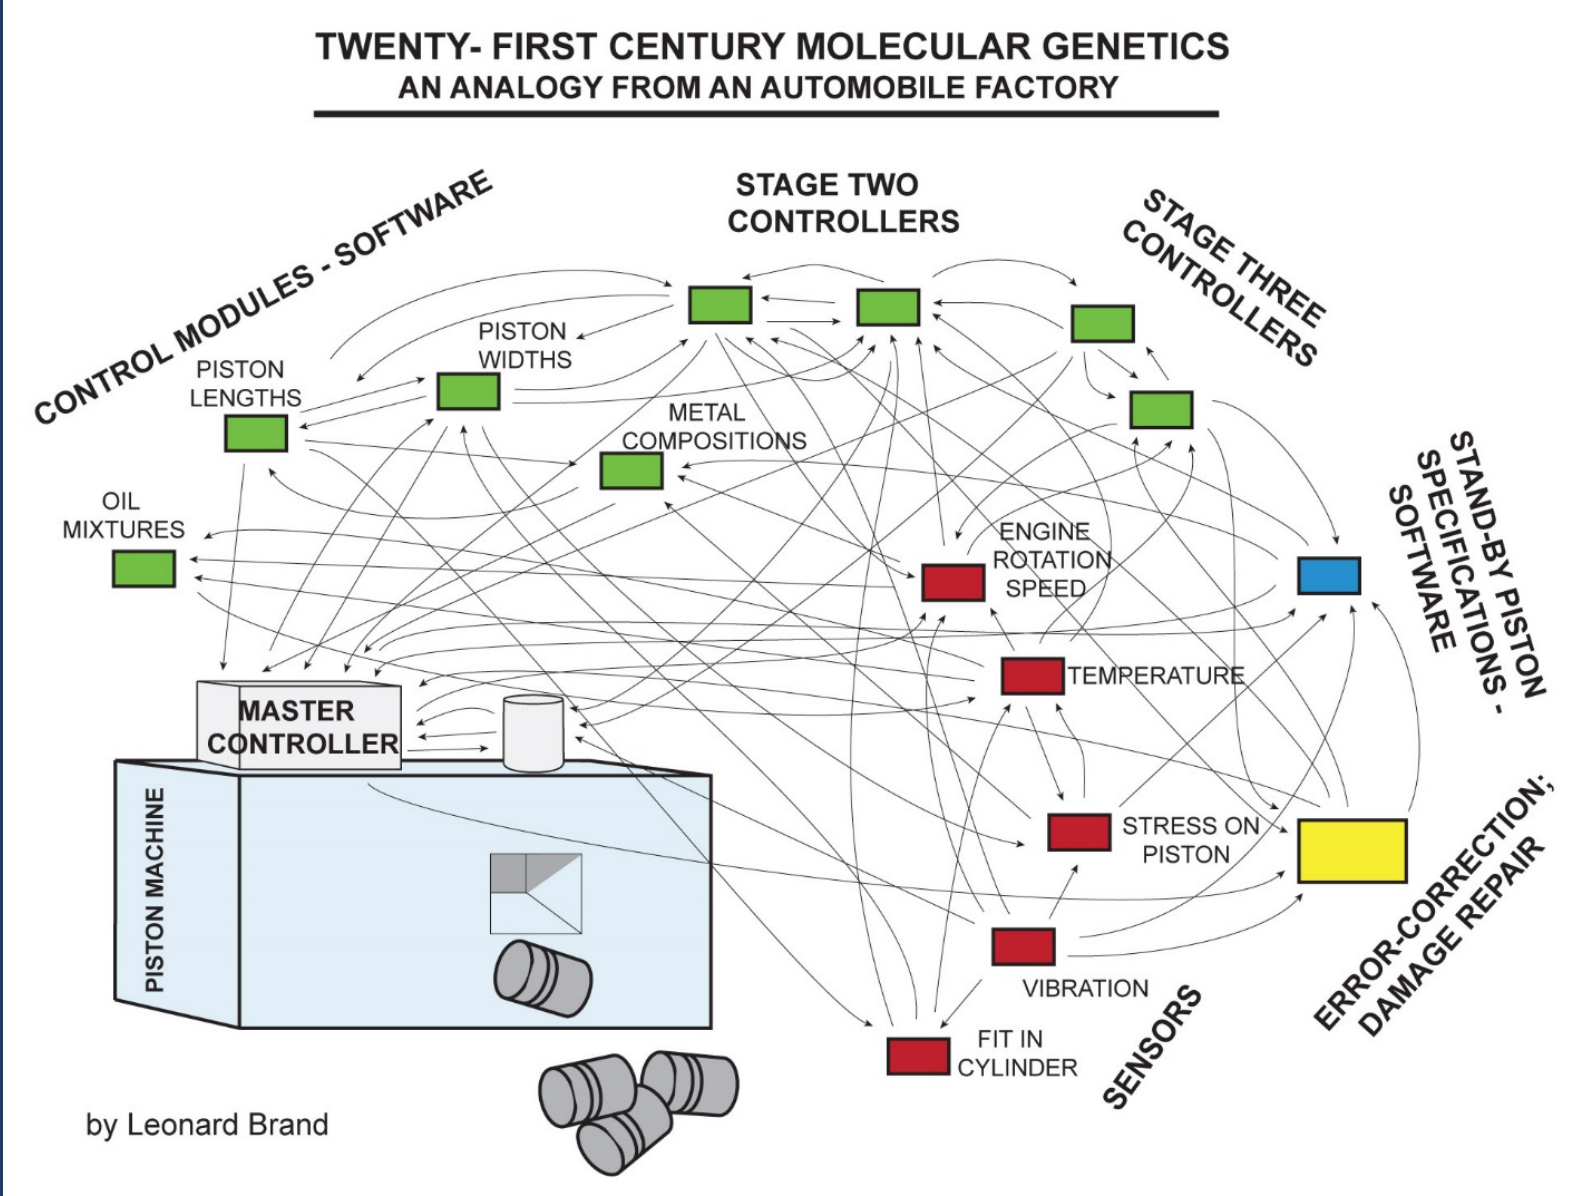 TWENTY- FIRST CENTURY MOLECULAR GENETICS
AN ANALOGY FROM AN AUTOMOBILE FACTORY
CONTROL MODULES - SOFTWARE
STAGE TWO
CONTROLLERS
STAGE THREE
CONTROLLERS
PISTON
WIDTHS
PISTON
LENGTHS
METAL
COMPOSITIONS
OIL
MIXTURES
ENGINE
ROTATION
SPEED
STAND-BY PISTON
SPECIFICATIONS -
SOFTWARE
TEMPERATURE
MASTER
CONTROLLER
PISTON MACHINE
STRESS ON
PISTON
ERROR-CORRECTION;
DAMAGE REPAIR
VIBRATION
SENSORS
FIT IN
CYLINDER
by Leonard Brand